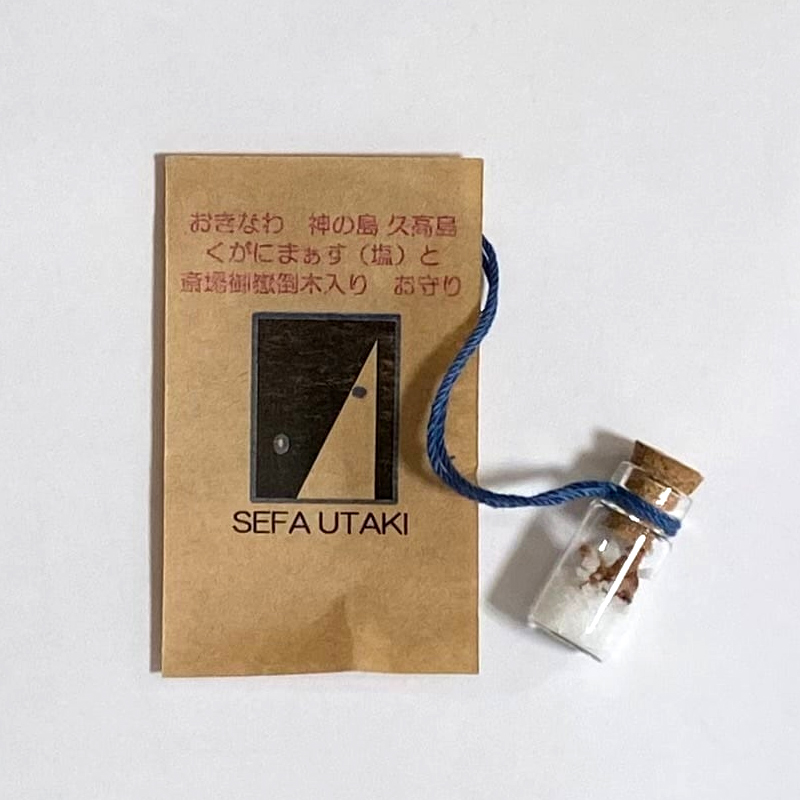 おきなわ 神の島 久高島
くがにまぁす（塩）と
斎場御嶽倒木入り お守り
SEFA UTAKI